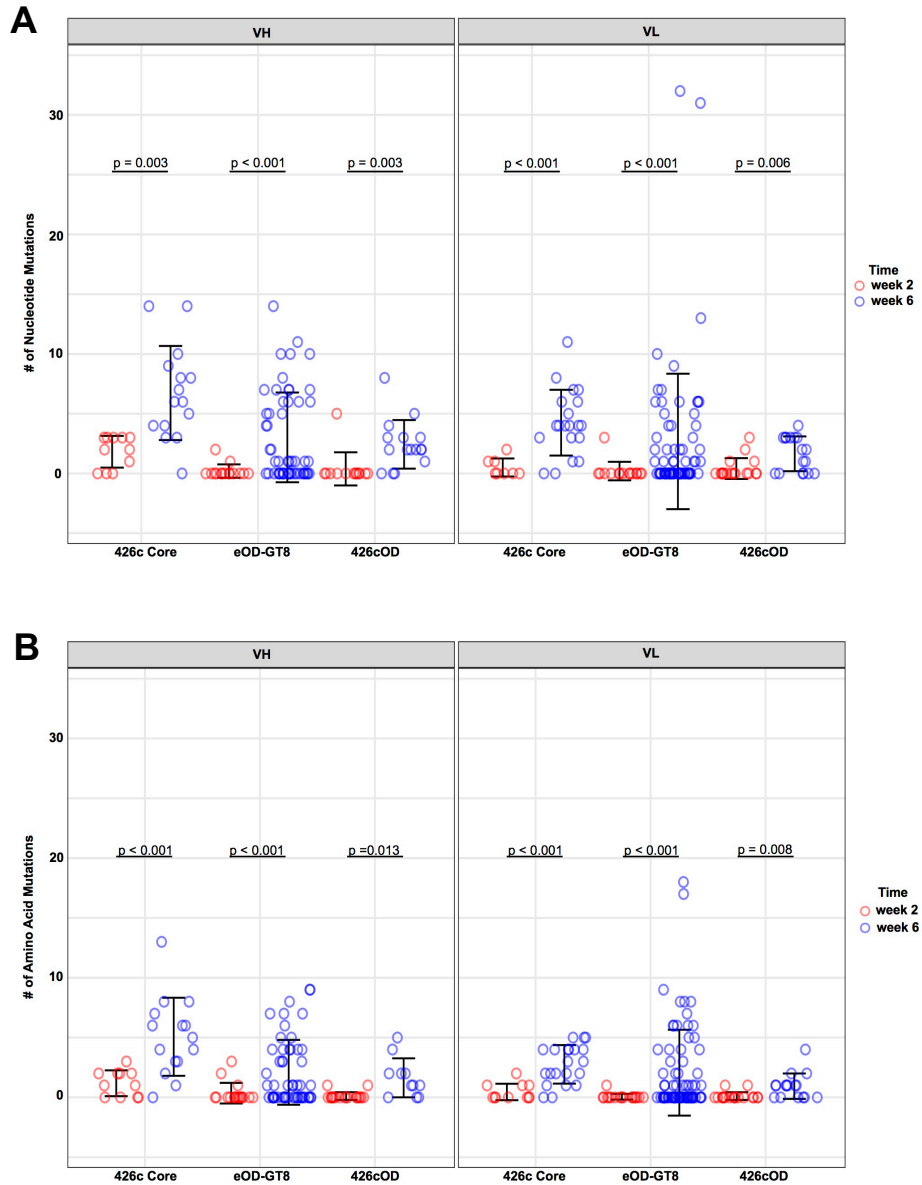 A
VH VL
30
20
10
0
# of Nucleotide Mutations
p = 0.003 p < 0.001 p = 0.003 p < 0.001 p < 0.001 p = 0.006
Time
week 2
week 6
426c Core eOD-GT8 426cOD 426c Core eOD-GT8 426cOD
B
VH VL
30
20
10
0
# of Amino Acid Mutations
p < 0.001 p < 0.001 p =0.013 p < 0.001 p < 0.001 p = 0.008
Time
week 2
week 6
426c Core eOD-GT8 426cOD 426c Core eOD-GT8 426cOD